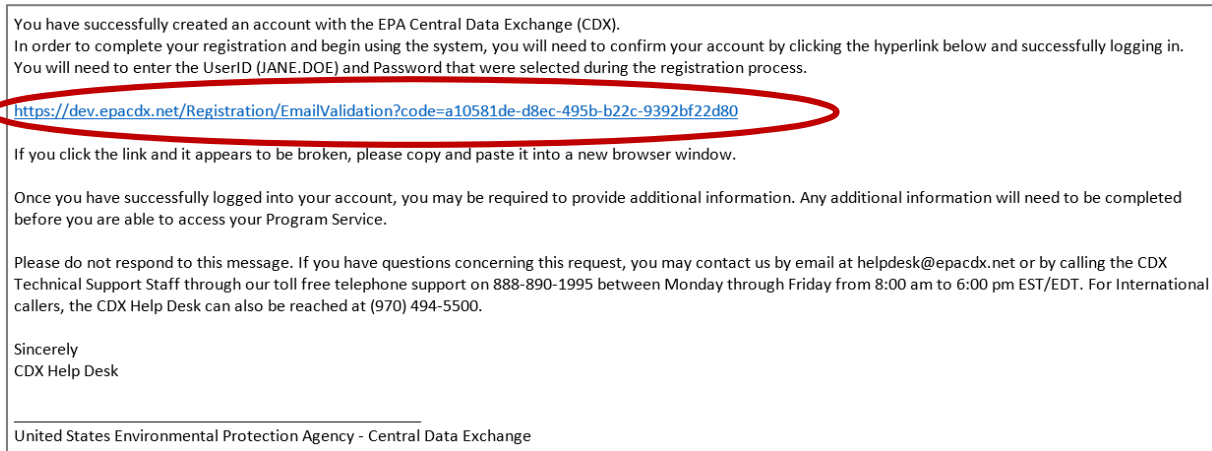 You have successfully created an account with the EPA Central Data Exchange (CDX).
In order to complete your registration and begin using the system, you will need to confirm your account by clicking the hyperlink below and successfully logging in.
You will need to enter the UserID (JANE.DOE) and Password that were selected during the registration process.
https://dev.epacdx.net/Registration/EmailValidation?code=a10581de-d8ec-495b-b22c-9392bf22d80
If you click the link and it appears to be broken, please copy and paste it into a new browser window.
Once you have successfully logged into your account, you may be required to provide additional information. Any additional information will need to be completed
before you are able to access your Program Service.
Please do not respond to this message. If you have questions concerning this request, you may contact us by email at helpdesk@epacdx.net or by calling the CDX
Technical Support Staff through our toll free telephone support on 888-890-1995 between Monday through Friday from 8:00 am to 6:00 pm EST/EDT. For International
callers, the CDX Help Desk can also be reached at (970) 494-5500.
Sincerely
CDX Help Desk
United States Environmental Protection Agency - Central Data Exchange